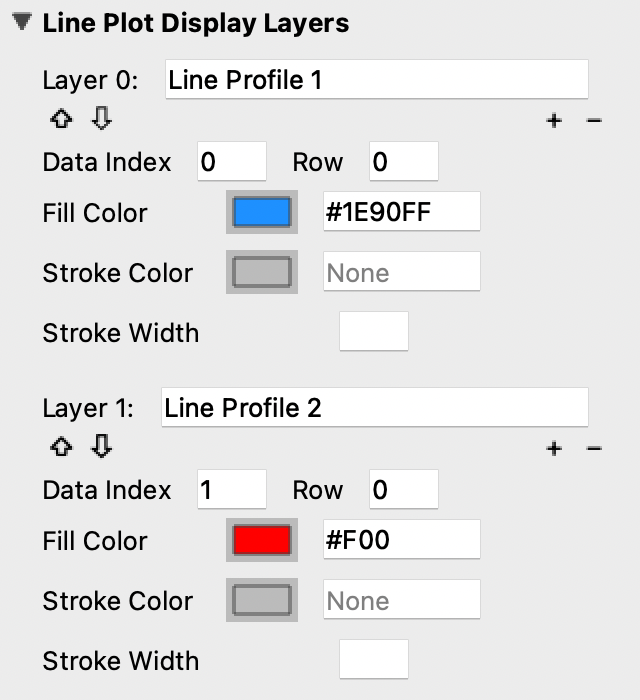 Line Plot Display Layers
Layer 0: Line Profile 1
+ −
Data Index 0 Row 0
Fill Color #1E90FF
Stroke Color None
Stroke Width
Layer 1: Line Profile 2
+ −
Data Index 1 Row 0
Fill Color #F00
Stroke Color None
Stroke Width